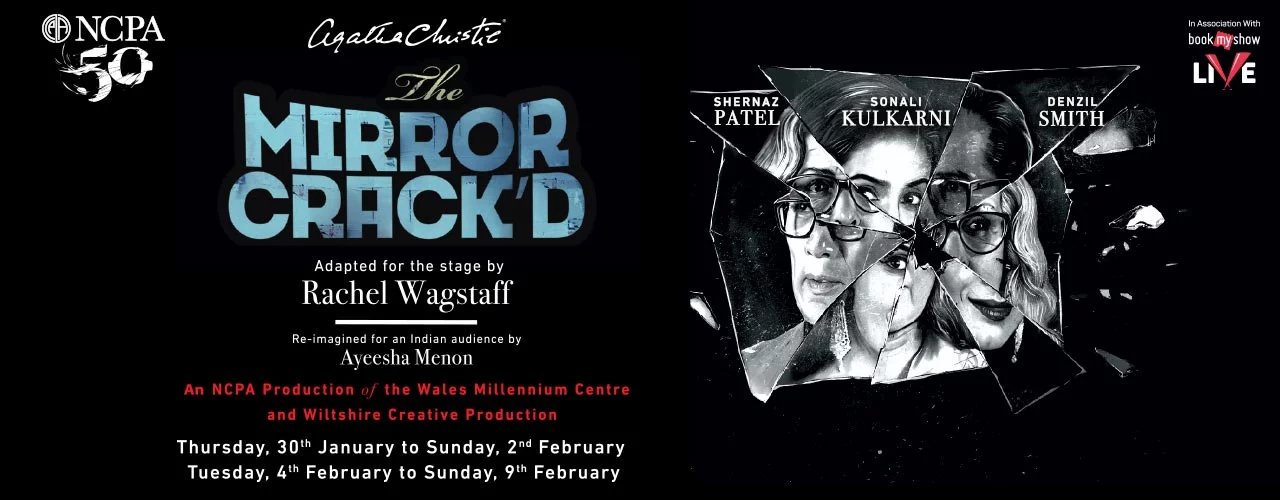 NCPA
50
Agatha Christie®
The
MIRROR
CRACK'D
Adapted for the stage by
Rachel Wagstaff
Re-imagined for an Indian audience by
Ayeesha Menon
An NCPA Production of the Wales Millennium Centre
and Wiltshire Creative Production
Thursday, 30th January to Sunday, 2nd February
Tuesday, 4th February to Sunday, 9th February
SHERNAZ
PATEL
SONALI
KULKARNI
DENZIL
SMITH
In Association With
book my show
LIVE